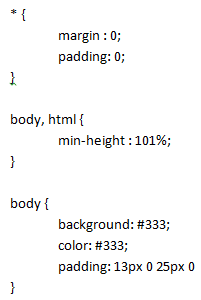 * {
margin : 0;
padding: 0;
}
body, html {
min-height : 101%;
}
body {
background: #333;
color: #333;
padding: 13px 0 25px 0
}